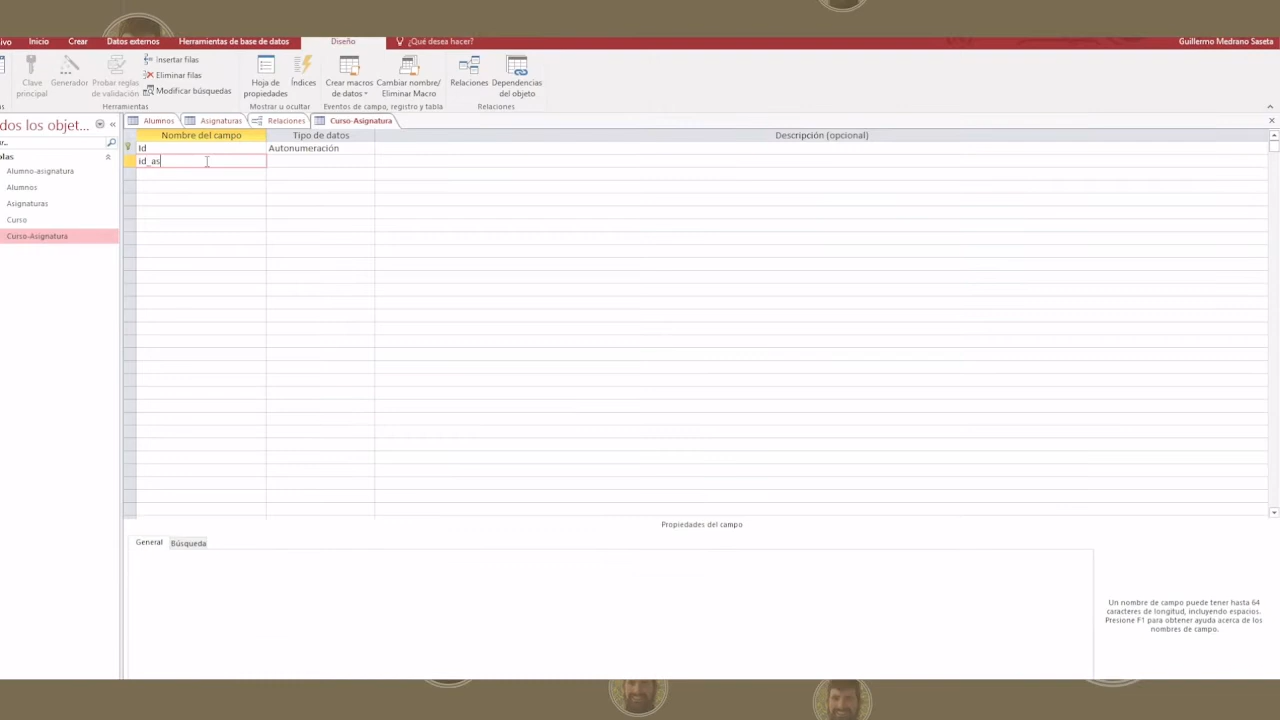 ivo Inicio Crear Datos externos Herramientas de base de datos Diseño ¿Qué desea hacer? Guillermo Medrano Saseta
Clave principal
Generador
Probar reglas de validación
Insertar filas
Eliminar filas
Modificar búsquedas
Herramientas
Hoja de propiedades
Índices
Mostrar u ocultar
Crear macros de datos
Cambiar nombre/ Eliminar Macro
Eventos de campo, registro y tabla
Relaciones
Dependencias del objeto
Relaciones
dos los objet... «
Alumnos Asignaturas Relaciones Curso-Asignatura
Nombre del campo Tipo de datos Descripción (opcional)
Id Autonumeración
id_as
olas
Alumno-asignatura
Alumnos
Asignaturas
Curso
Curso-Asignatura
Propiedades del campo
General Búsqueda
Un nombre de campo puede tener hasta 64
caracteres de longitud, incluyendo espacios.
Presione F1 para obtener ayuda acerca de los
nombres de campo.